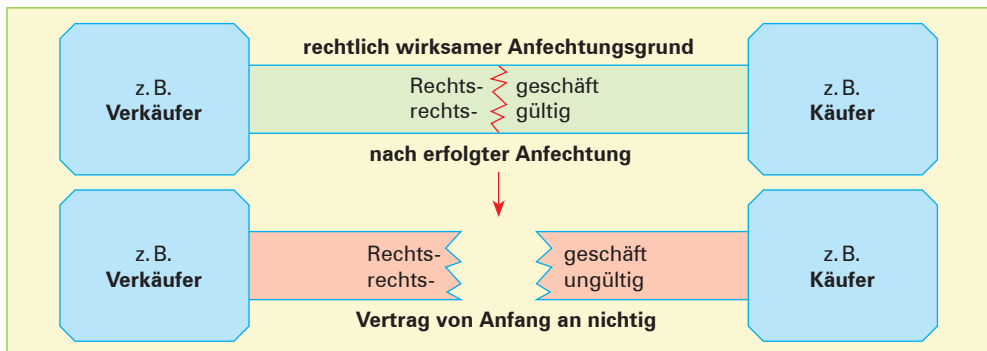 rechtlich wirksamer Anfechtungsgrund
z. B.
Verkäufer
Rechts- geschäft
rechts- gültig
z. B.
Käufer
nach erfolgter Anfechtung
z. B.
Verkäufer
Rechts- geschäft
rechts- ungültig
z. B.
Käufer
Vertrag von Anfang an nichtig